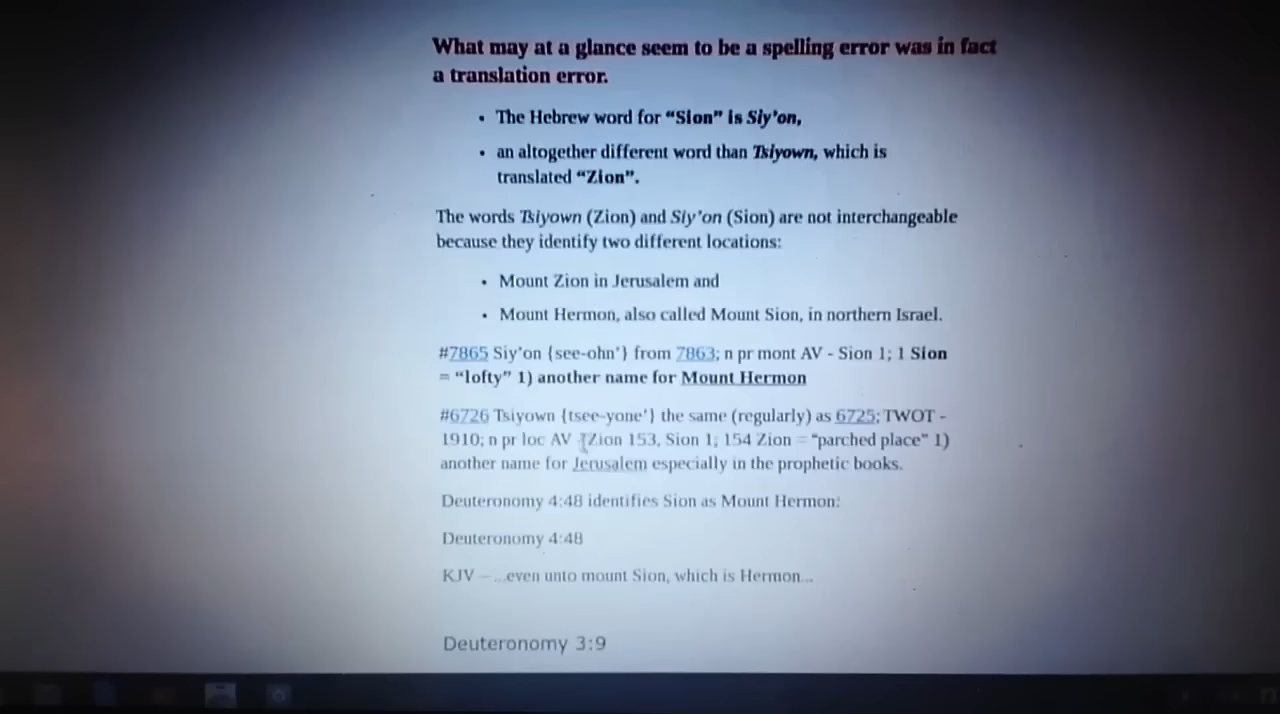 What may at a glance seem to be a spelling error was in fact
a translation error.
• The Hebrew word for “Sion” is Siy’on,
• an altogether different word than Tsiyown, which is
translated “Zion”.
The words Tsiyown (Zion) and Siy’on (Sion) are not interchangeable
because they identify two different locations:
• Mount Zion in Jerusalem and
• Mount Hermon, also called Mount Sion, in northern Israel.
#7865 Siy’on {see-ohn’} from 7863; n pr mont AV - Sion 1; 1 Sion
= “lofty” 1) another name for Mount Hermon
#6726 Tsiyown {tsee-yone’} the same (regularly) as 6725; TWOT -
1910; n pr loc AV - Zion 153, Sion 1; 154 Zion = “parched place” 1)
another name for Jerusalem especially in the prophetic books.
Deuteronomy 4:48 identifies Sion as Mount Hermon:
Deuteronomy 4:48
KJV – ...even unto mount Sion, which is Hermon...
Deuteronomy 3:9